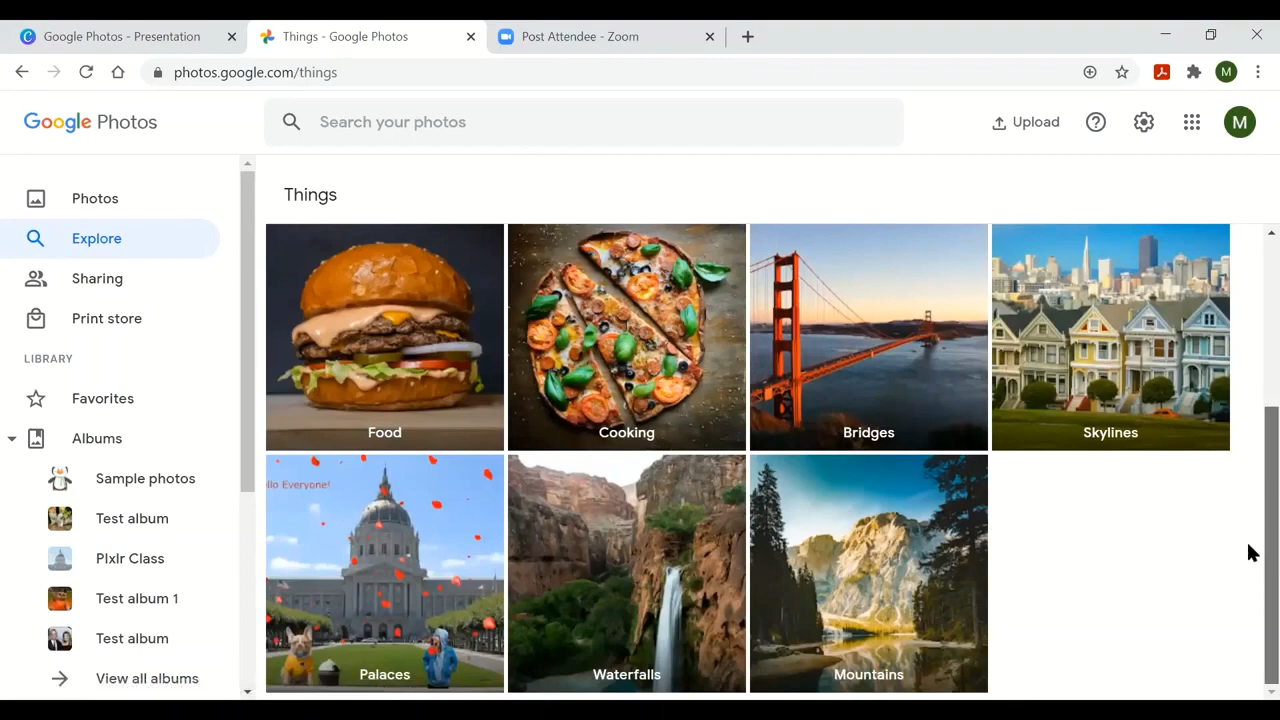 Google Photos - Presentation
Things - Google Photos
Post Attendee - Zoom
photos.google.com/things
M
Google Photos
Search your photos
Upload
M
Things
Photos
Explore
Sharing
Print store
LIBRARY
Favorites
Albums
Sample photos
Test album
PIxlr Class
Test album 1
Test album
View all albums
Food
Cooking
Bridges
Skylines
llo Everyone!
Palaces
Waterfalls
Mountains